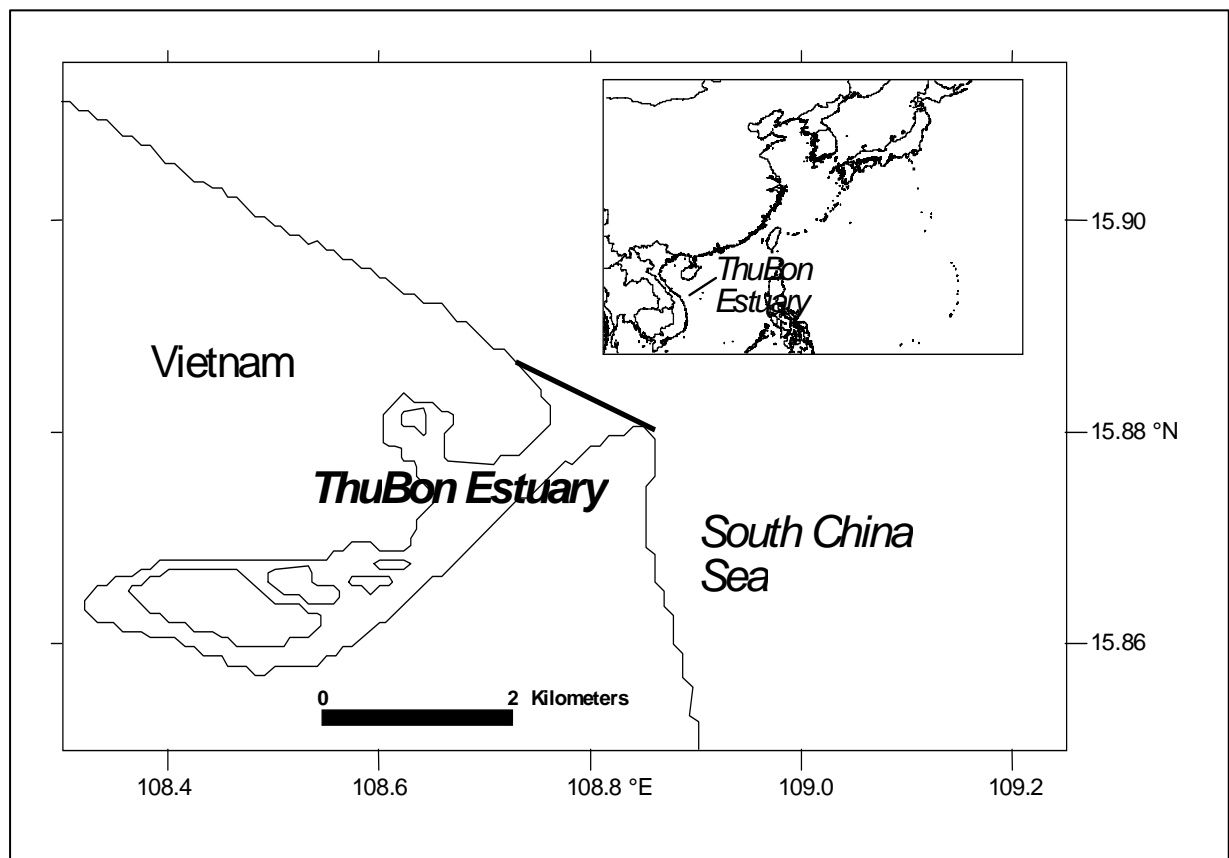 ThuBon
Estuary
15.90
Vietnam
15.88 °N
ThuBon Estuary
South China
Sea
15.86
0 2 Kilometers
108.4 108.6 108.8 °E 109.0 109.2